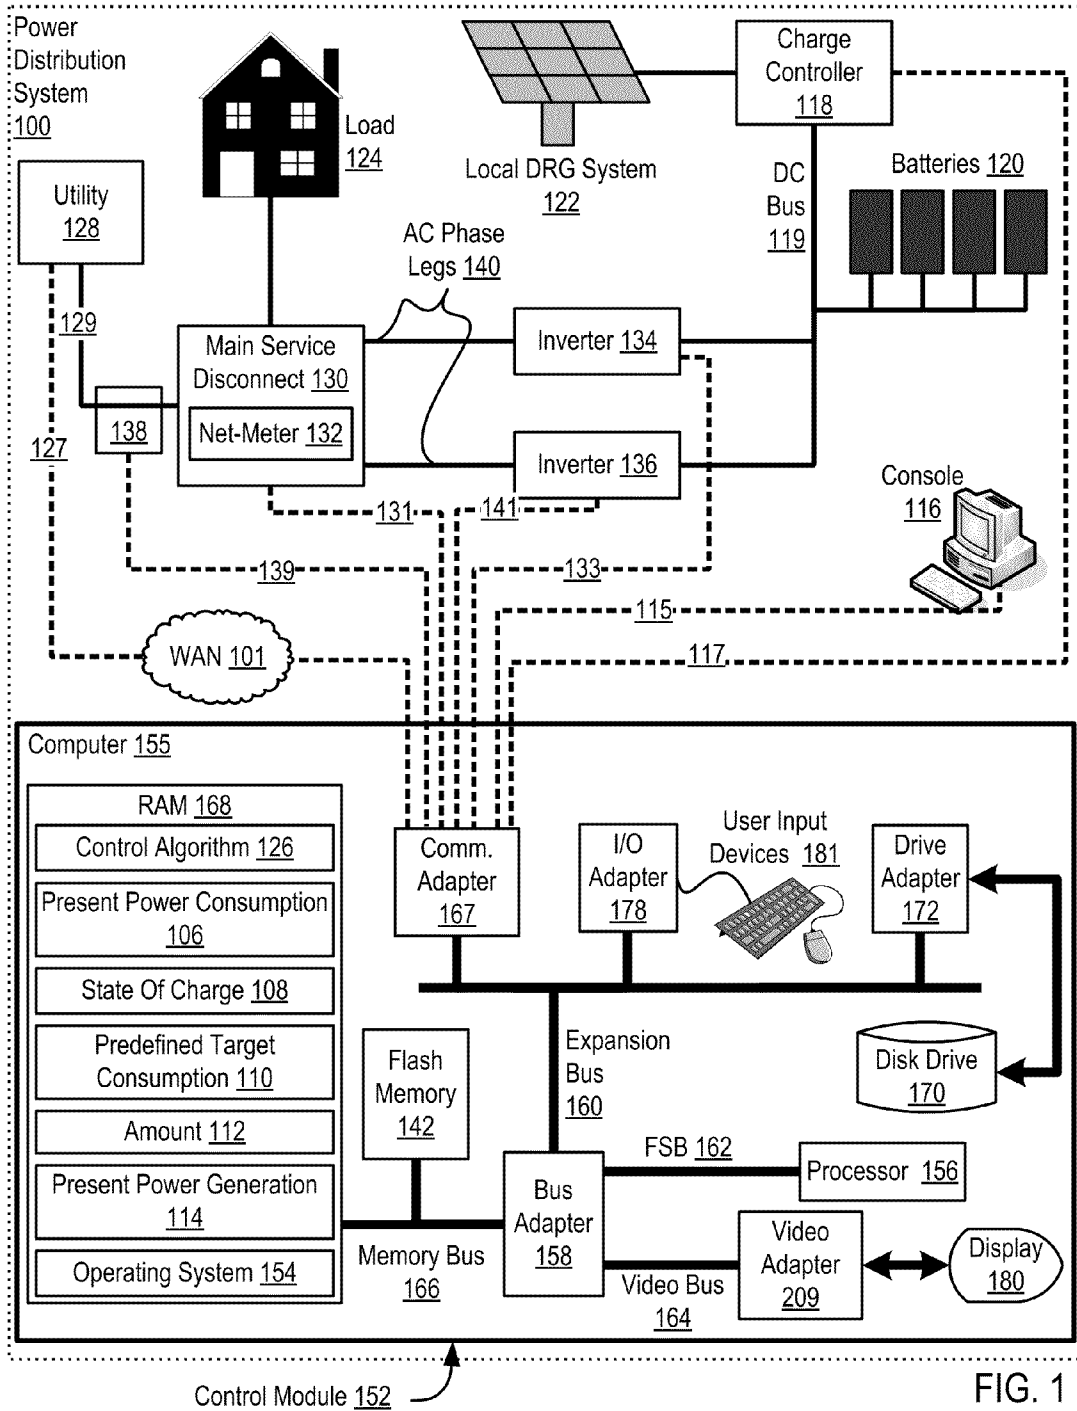 Power
Distribution
System
100
Load
124
Local DRG System
122
Charge
Controller
118
DC
Bus
119
Batteries 120
Utility
128
AC Phase
Legs 140
129
Main Service
Disconnect 130
Net-Meter 132
Inverter 134
Inverter 136
138
127
131
141
139
133
Console
116
115
117
WAN 101
Computer 155
RAM 168
Control Algorithm 126
Present Power Consumption
106
State Of Charge 108
Predefined Target
Consumption 110
Amount 112
Present Power Generation
114
Operating System 154
Comm.
Adapter
167
I/O
Adapter
178
User Input
Devices 181
Drive
Adapter
172
Disk Drive
170
Expansion
Bus
160
Flash
Memory
142
Memory Bus
166
Bus
Adapter
158
FSB 162
Processor 156
Video Bus
164
Video
Adapter
209
Display
180
Control Module 152
FIG. 1